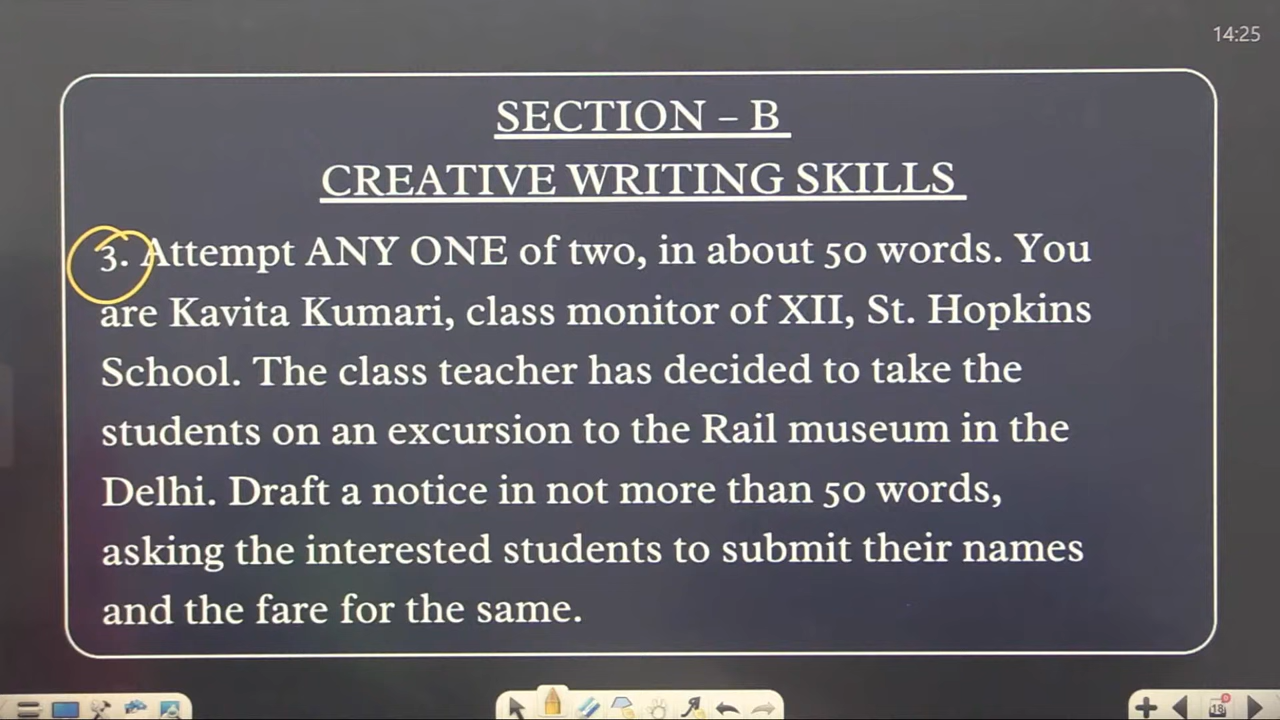 14:25
SECTION – B
CREATIVE WRITING SKILLS
3. Attempt ANY ONE of two, in about 50 words. You
are Kavita Kumari, class monitor of XII, St. Hopkins
School. The class teacher has decided to take the
students on an excursion to the Rail museum in the
Delhi. Draft a notice in not more than 50 words,
asking the interested students to submit their names
and the fare for the same.
18